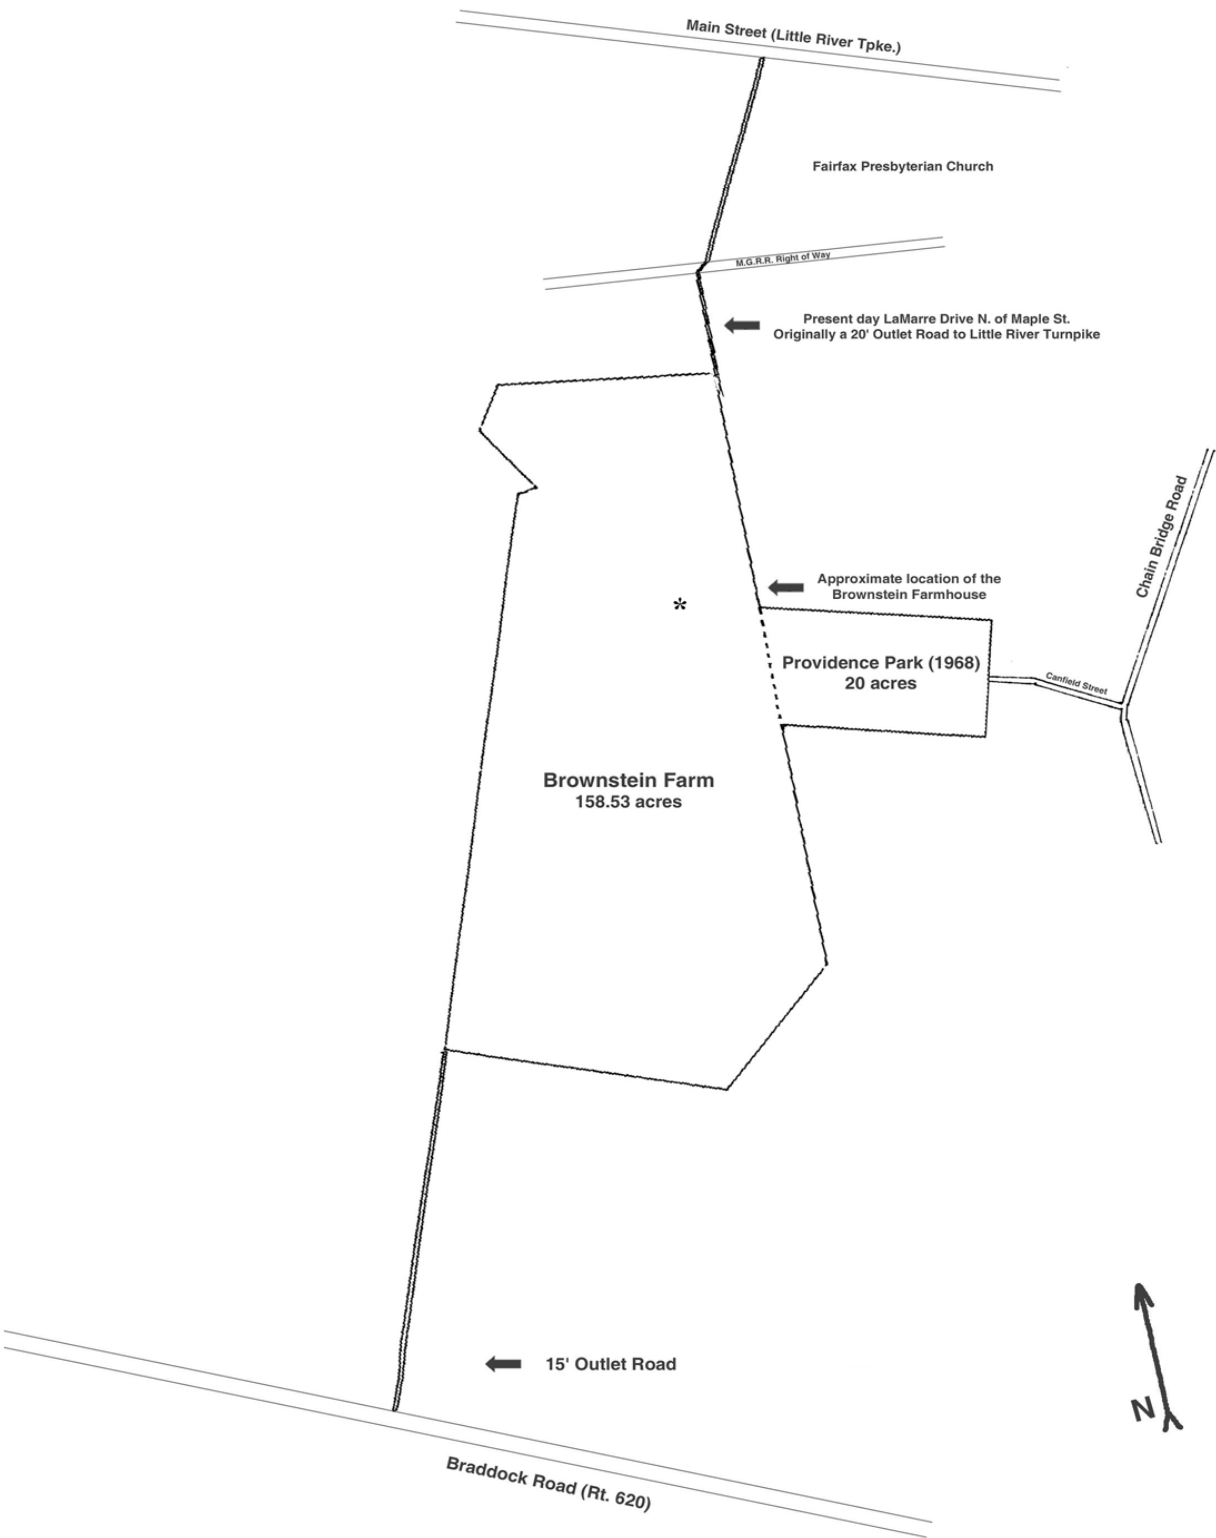 Main Street (Little River Tpke.)
Fairfax Presbyterian Church
M.G.R.R. Right of Way
Present day LaMarre Drive N. of Maple St.
Originally a 20' Outlet Road to Little River Turnpike
Chain Bridge Road
Approximate location of the
Brownstein Farmhouse
*
Providence Park (1968)
20 acres
Canfield Street
Brownstein Farm
158.53 acres
15' Outlet Road
N
Braddock Road (Rt. 620)